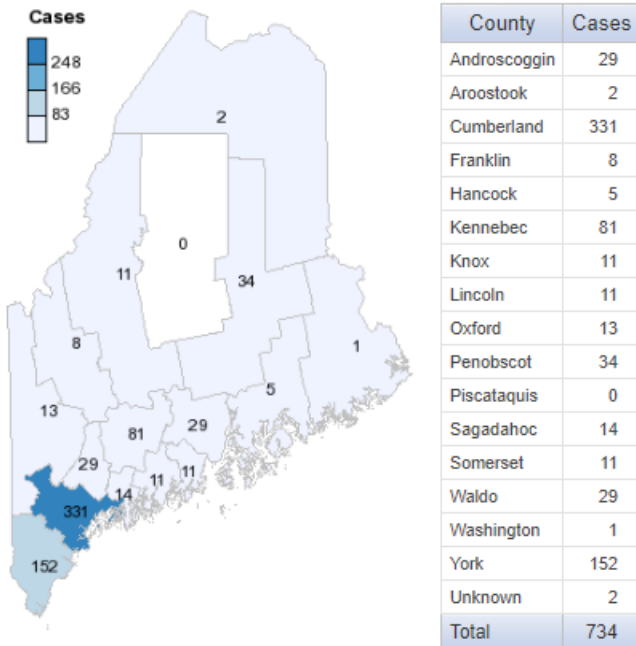 Cases
248
166
83
2
0
11
34
8
1
5
13
81
29
29
11
11
14
331
152
County Cases
Androscoggin 29
Aroostook 2
Cumberland 331
Franklin 8
Hancock 5
Kennebec 81
Knox 11
Lincoln 11
Oxford 13
Penobscot 34
Piscataquis 0
Sagadahoc 14
Somerset 11
Waldo 29
Washington 1
York 152
Unknown 2
Total 734